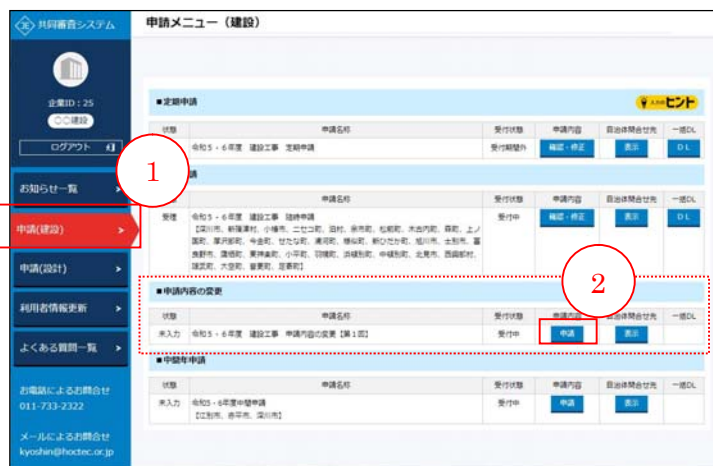 共同審査システム
申請メニュー（建設）
企業ID：25
〇〇建設
ログアウト
お知らせ一覧
申請(建設)
申請(設計)
利用者情報更新
よくある質問一覧
お電話によるお問合せ
011-733-2322
メールによるお問合せ
kyoshin@hoctec.or.jp
1
2
■定期申請
ヒント
状態 申請名称 受付状態 申請内容 自治体問合せ先 一括DL
令和5・6年度 建設工事 定期申請 受付期間外 確認・修正 表示 DL
請
申請名称 受付状態 申請内容 自治体問合せ先 一括DL
受理 令和5・6年度 建設工事 随時申請 受付中 確認・修正 表示 DL
■申請内容の変更
状態 申請名称 受付状態 申請内容 自治体問合せ先 一括DL
未入力 令和5・6年度 建設工事 申請内容の変更【第1回】 受付中 申請 表示
■中間年申請
状態 申請名称 受付状態 申請内容 自治体問合せ先 一括DL
未入力 令和5・6年度中間申請 受付中 申請 表示
【江別市、赤平市、深川市】